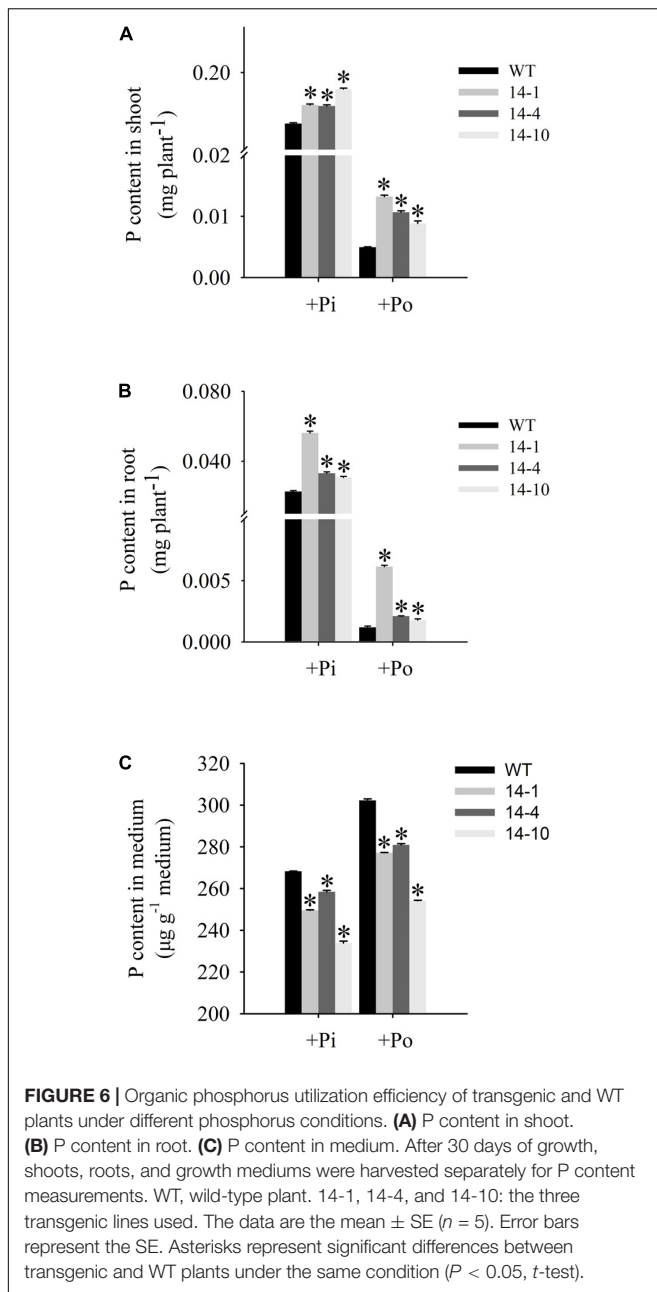 A
P content in shoot
(mg plant⁻¹)
0.20
0.02
0.01
0.00
* * *
* * *
+Pi +Po
WT
14-1
14-4
14-10
B
P content in root
(mg plant⁻¹)
0.080
0.040
0.005
0.000
* * *
* * *
+Pi +Po
WT
14-1
14-4
14-10
C
P content in medium
(µg g⁻¹ medium)
320
300
280
260
240
220
200
* * *
* * *
+Pi +Po
WT
14-1
14-4
14-10
FIGURE 6 | Organic phosphorus utilization efficiency of transgenic and WT
plants under different phosphorus conditions. (A) P content in shoot.
(B) P content in root. (C) P content in medium. After 30 days of growth,
shoots, roots, and growth mediums were harvested separately for P content
measurements. WT, wild-type plant. 14-1, 14-4, and 14-10: the three
transgenic lines used. The data are the mean ± SE (n = 5). Error bars
represent the SE. Asterisks represent significant differences between
transgenic and WT plants under the same condition (P < 0.05, t-test).